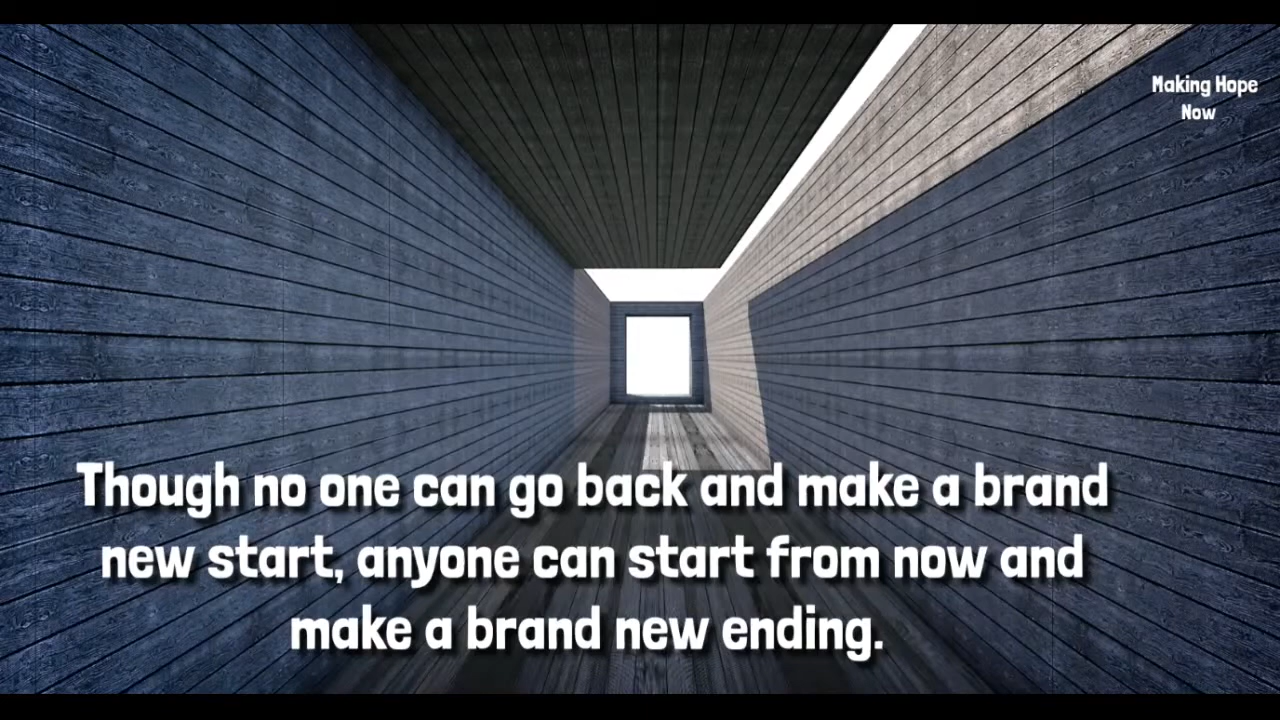 Making Hope
Now
Though no one can go back and make a brand
new start, anyone can start from now and
make a brand new ending.